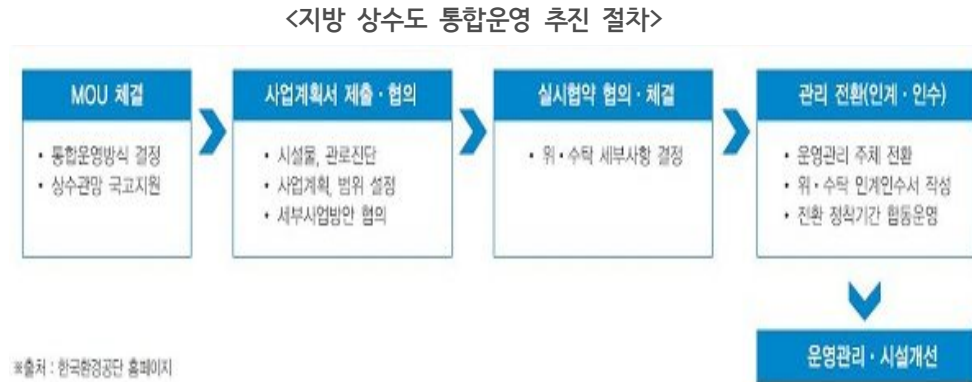 <지방 상수도 통합운영 추진 절차>
MOU 체결
• 통합운영방식 결정
• 상수관망 국고지원
사업계획서 제출·협의
• 시설물, 관로진단
• 사업계획, 범위 설정
• 세부사업방안 협의
실시협약 협의·체결
• 위·수탁 세부사항 결정
관리 전환(인계·인수)
• 운영관리 주체 전환
• 위·수탁 인계인수서 작성
• 전환 정착기간 합동운영
운영관리·시설개선
※출처 : 한국환경공단 홈페이지